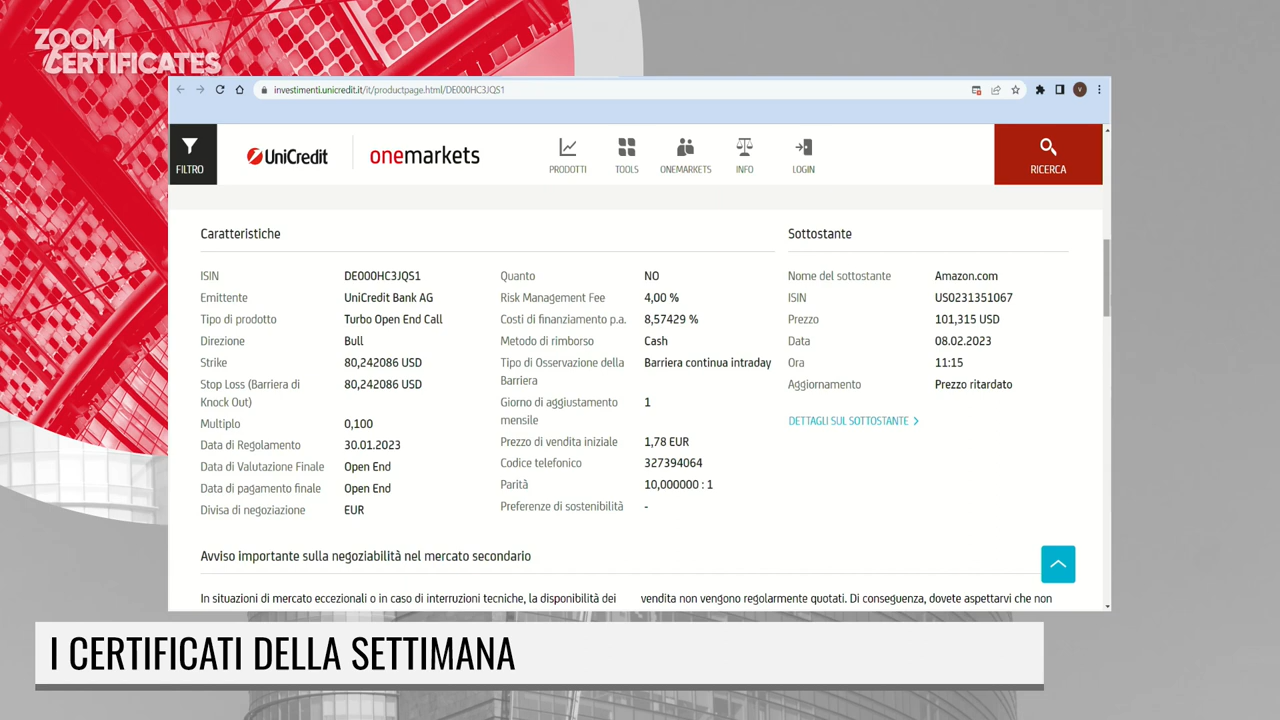 ZOOM
CERTIFICATES
investimenti.unicredit.it/it/productpage.html/DE000HC3JQS1
V
FILTRO
UniCredit
onemarkets
PRODOTTI
TOOLS
ONEMARKETS
INFO
LOGIN
RICERCA
Caratteristiche
ISIN DE000HC3JQS1
Emittente UniCredit Bank AG
Tipo di prodotto Turbo Open End Call
Direzione Bull
Strike 80,242086 USD
Stop Loss (Barriera di 80,242086 USD
Knock Out)
Multiplo 0,100
Data di Regolamento 30.01.2023
Data di Valutazione Finale Open End
Data di pagamento finale Open End
Divisa di negoziazione EUR
Quanto NO
Risk Management Fee 4,00 %
Costi di finanziamento p.a. 8,57429 %
Metodo di rimborso Cash
Tipo di Osservazione della Barriera continua intraday
Barriera
Giorno di aggiustamento 1
mensile
Prezzo di vendita iniziale 1,78 EUR
Codice telefonico 327394064
Parità 10,000000 : 1
Preferenze di sostenibilità -
Sottostante
Nome del sottostante Amazon.com
ISIN US0231351067
Prezzo 101,315 USD
Data 08.02.2023
Ora 11:15
Aggiornamento Prezzo ritardato
DETTAGLI SUL SOTTOSTANTE >
Avviso importante sulla negoziabilità nel mercato secondario
In situazioni di mercato eccezionali o in caso di interruzioni tecniche, la disponibilità dei
vendita non vengono regolarmente quotati. Di conseguenza, dovete aspettarvi che non
I CERTIFICATI DELLA SETTIMANA